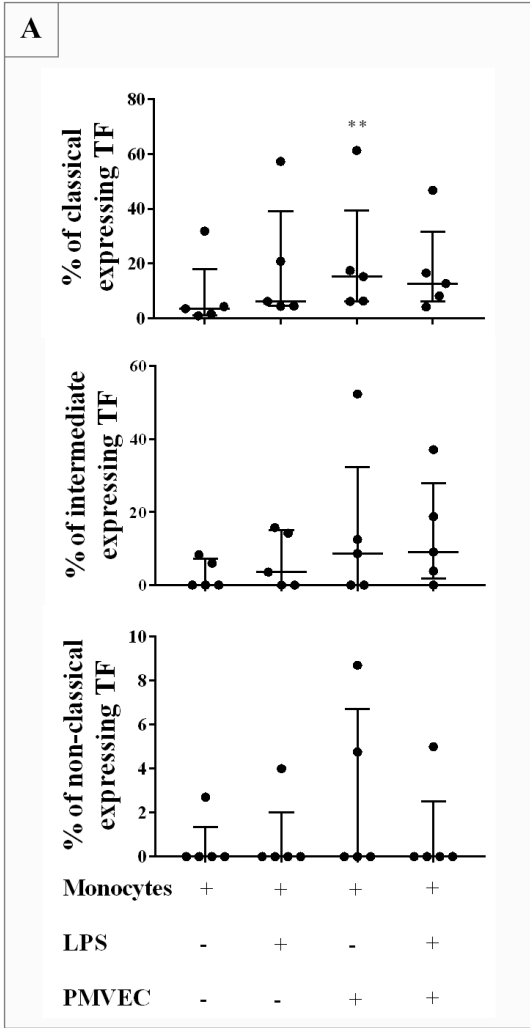 A
% of classical
expressing TF
80
60
40
20
0
**
% of intermediate
expressing TF
60
40
20
0
% of non-classical
expressing TF
10
8
6
4
2
0
Monocytes + + + +
LPS - + - +
PMVEC - - + +